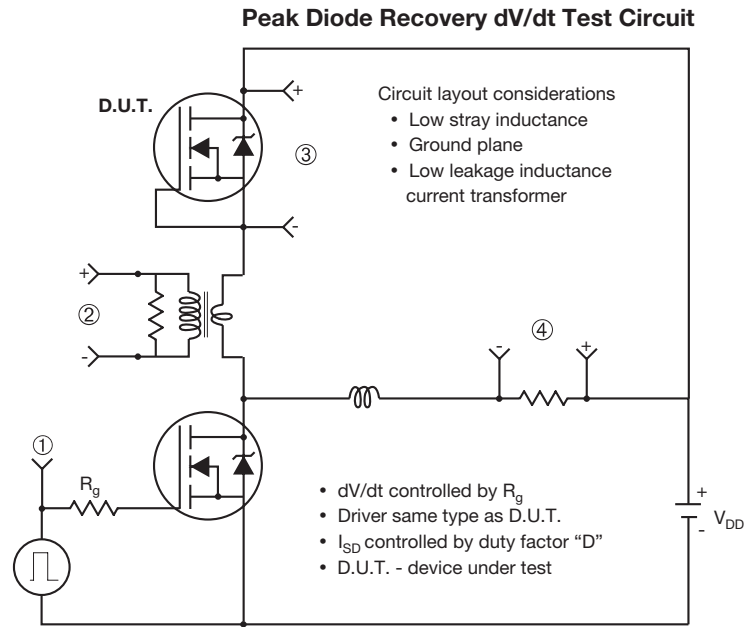 Peak Diode Recovery dV/dt Test Circuit
D.U.T.
+
Circuit layout considerations
• Low stray inductance
• Ground plane
• Low leakage inductance
current transformer
③
-
+
②
-
-
④
+
①
Rg
• dV/dt controlled by Rg
• Driver same type as D.U.T.
• ISD controlled by duty factor “D”
• D.U.T. - device under test
+
-
VDD